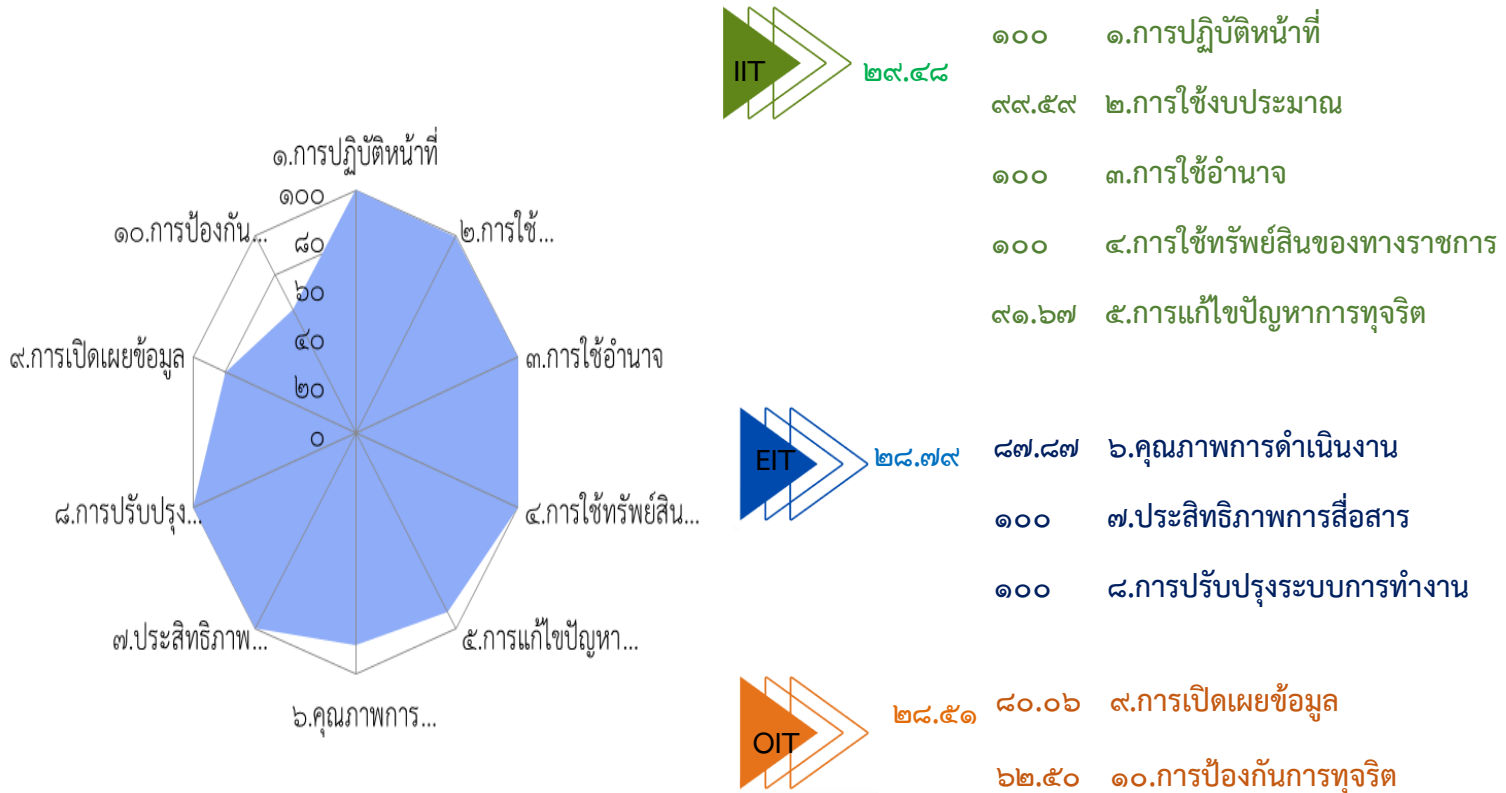 ๑.การปฏิบัติหน้าที่
๑๐๐
๘๐
๖๐
๔๐
๒๐
๐
๒.การใช้...
๓.การใช้อำนาจ
๔.การใช้ทรัพย์สิน...
๕.การแก้ไขปัญหา...
๖.คุณภาพการ...
๗.ประสิทธิภาพ...
๘.การปรับปรุง...
๙.การเปิดเผยข้อมูล
๑๐.การป้องกัน...
IIT ๒๙.๔๘
๑๐๐ ๑.การปฏิบัติหน้าที่
๙๙.๕๙ ๒.การใช้งบประมาณ
๑๐๐ ๓.การใช้อำนาจ
๑๐๐ ๔.การใช้ทรัพย์สินของทางราชการ
๙๑.๖๗ ๕.การแก้ไขปัญหาการทุจริต
EIT ๒๘.๗๙
๘๗.๘๗ ๖.คุณภาพการดำเนินงาน
๑๐๐ ๗.ประสิทธิภาพการสื่อสาร
๑๐๐ ๘.การปรับปรุงระบบการทำงาน
OIT ๒๘.๕๑
๘๐.๐๖ ๙.การเปิดเผยข้อมูล
๖๒.๕๐ ๑๐.การป้องกันการทุจริต